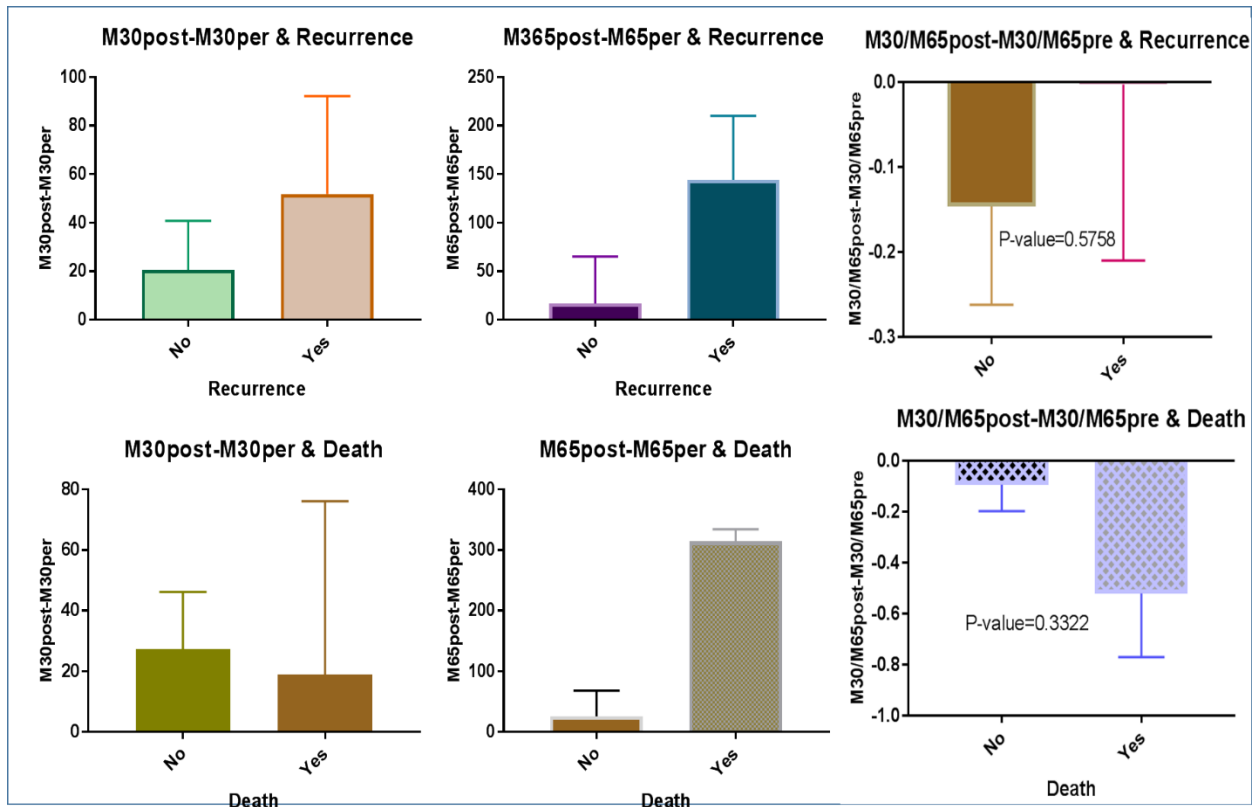 M30post-M30per & Recurrence
M30post-M30per
100
80
60
40
20
0
No
Yes
Recurrence
M365post-M65per & Recurrence
M65post-M65per
250
200
150
100
50
0
No
Yes
Recurrence
M30/M65post-M30/M65pre & Recurrence
M30/M65post-M30/M65pre
0.0
-0.1
-0.2
-0.3
P-value=0.5758
No
Yes
M30post-M30per & Death
M30post-M30per
80
60
40
20
0
No
Yes
Death
M65post-M65per & Death
M65post-M65per
400
300
200
100
0
No
Yes
Death
M30/M65post-M30/M65pre & Death
M30/M65post-M30/M65pre
0.0
-0.2
-0.4
-0.6
-0.8
-1.0
P-value=0.3322
No
Yes
Death